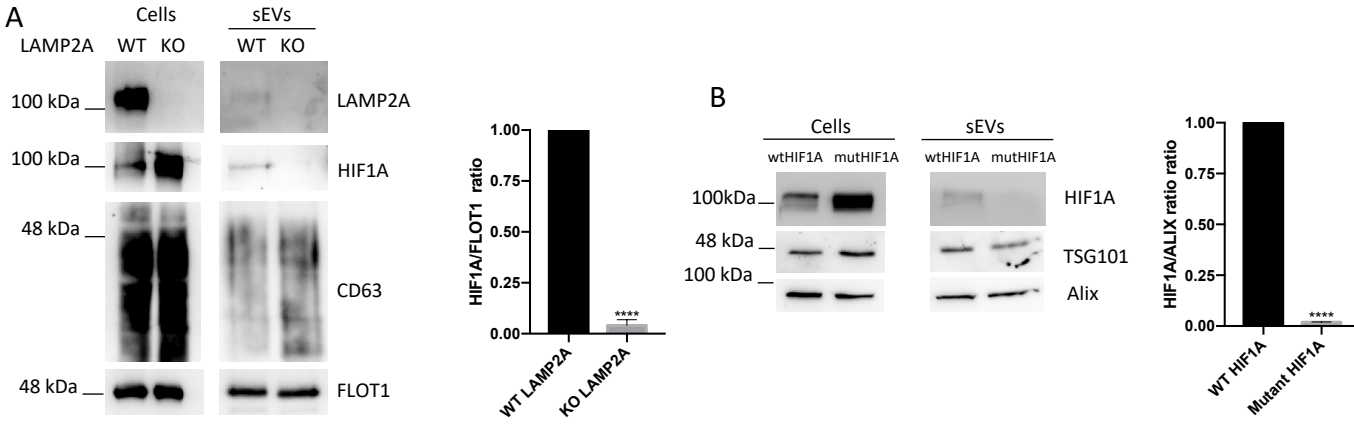 A
Cells sEVs
LAMP2A WT KO WT KO
100 kDa LAMP2A
100 kDa HIF1A
48 kDa CD63
48 kDa FLOT1
HIF1A/FLOT1 ratio
1.00
0.75
0.50
0.25
0.00
****
WT LAMP2A
KO LAMP2A
B
Cells sEVs
wtHIF1A mutHIF1A wtHIF1A mutHIF1A
100kDa HIF1A
48 kDa TSG101
100 kDa Alix
HIF1A/ALIX ratio ratio
1.00
0.75
0.50
0.25
0.00
****
WT HIF1A
Mutant HIF1A